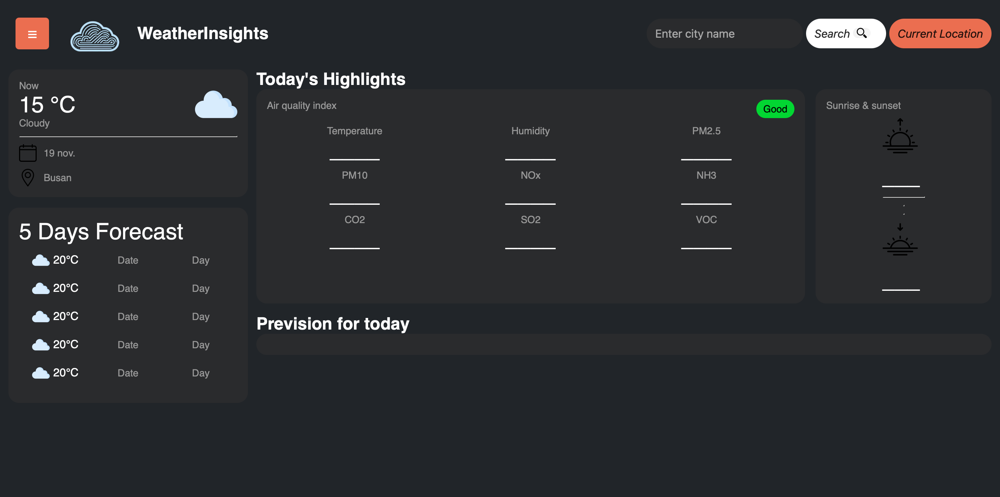 WeatherInsights
Enter city name
Search
Current Location
Now
15 °C
Cloudy
19 nov.
Busan
5 Days Forecast
20°C Date Day
20°C Date Day
20°C Date Day
20°C Date Day
20°C Date Day
Today's Highlights
Air quality index
Good
Temperature Humidity PM2.5
PM10 NOx NH3
CO2 SO2 VOC
Sunrise & sunset
Prevision for today